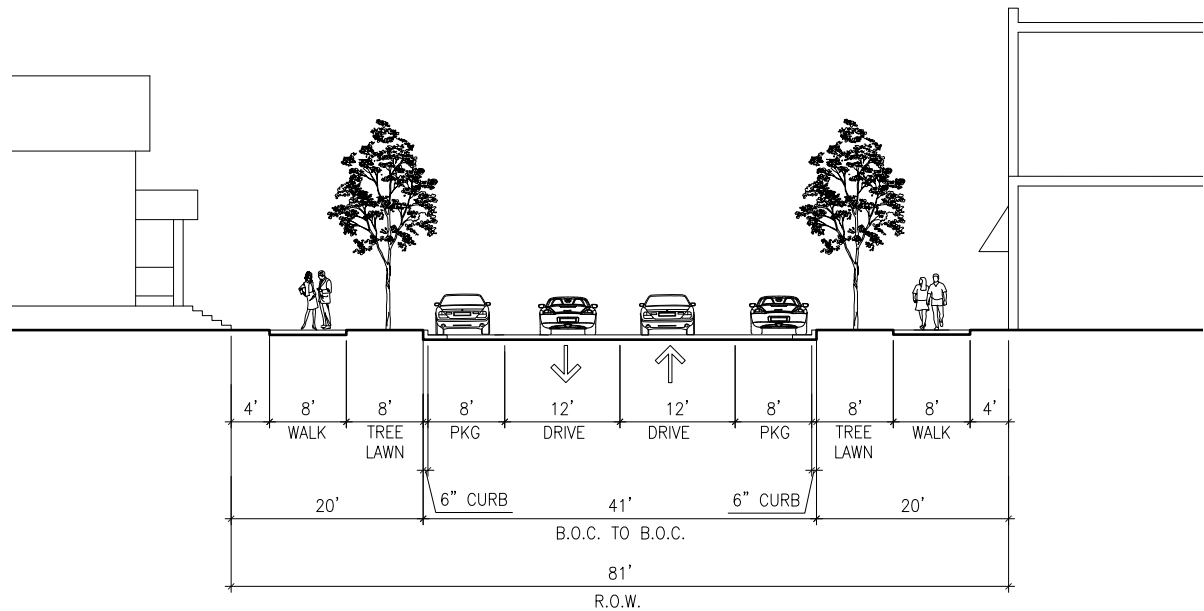 4' 8' 8' 8' 12' 12' 8' 8' 8' 4'
WALK TREE LAWN PKG DRIVE DRIVE PKG TREE LAWN WALK
6” CURB 6” CURB
20' 41' 20'
B.O.C. TO B.O.C.
81'
R.O.W.